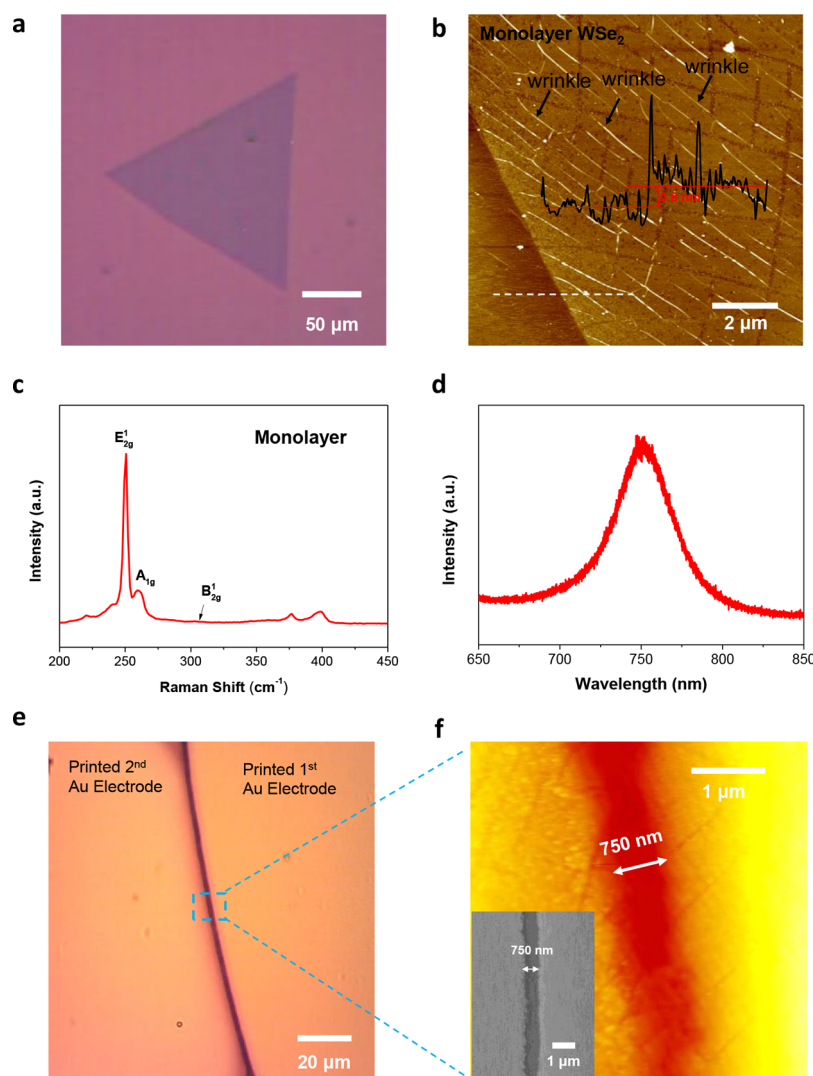 a
50 μm
b
Monolayer WSe₂
wrinkle
wrinkle
wrinkle
2 μm
c
Intensity (a.u.)
E¹₂g
A₁g
B¹₂g
Monolayer
200 250 300 350 400 450
Raman Shift (cm⁻¹)
d
Intensity (a.u.)
650 700 750 800 850
Wavelength (nm)
e
Printed 2ⁿᵈ
Au Electrode
Printed 1ˢᵗ
Au Electrode
20 μm
f
1 μm
750 nm
750 nm
1 μm